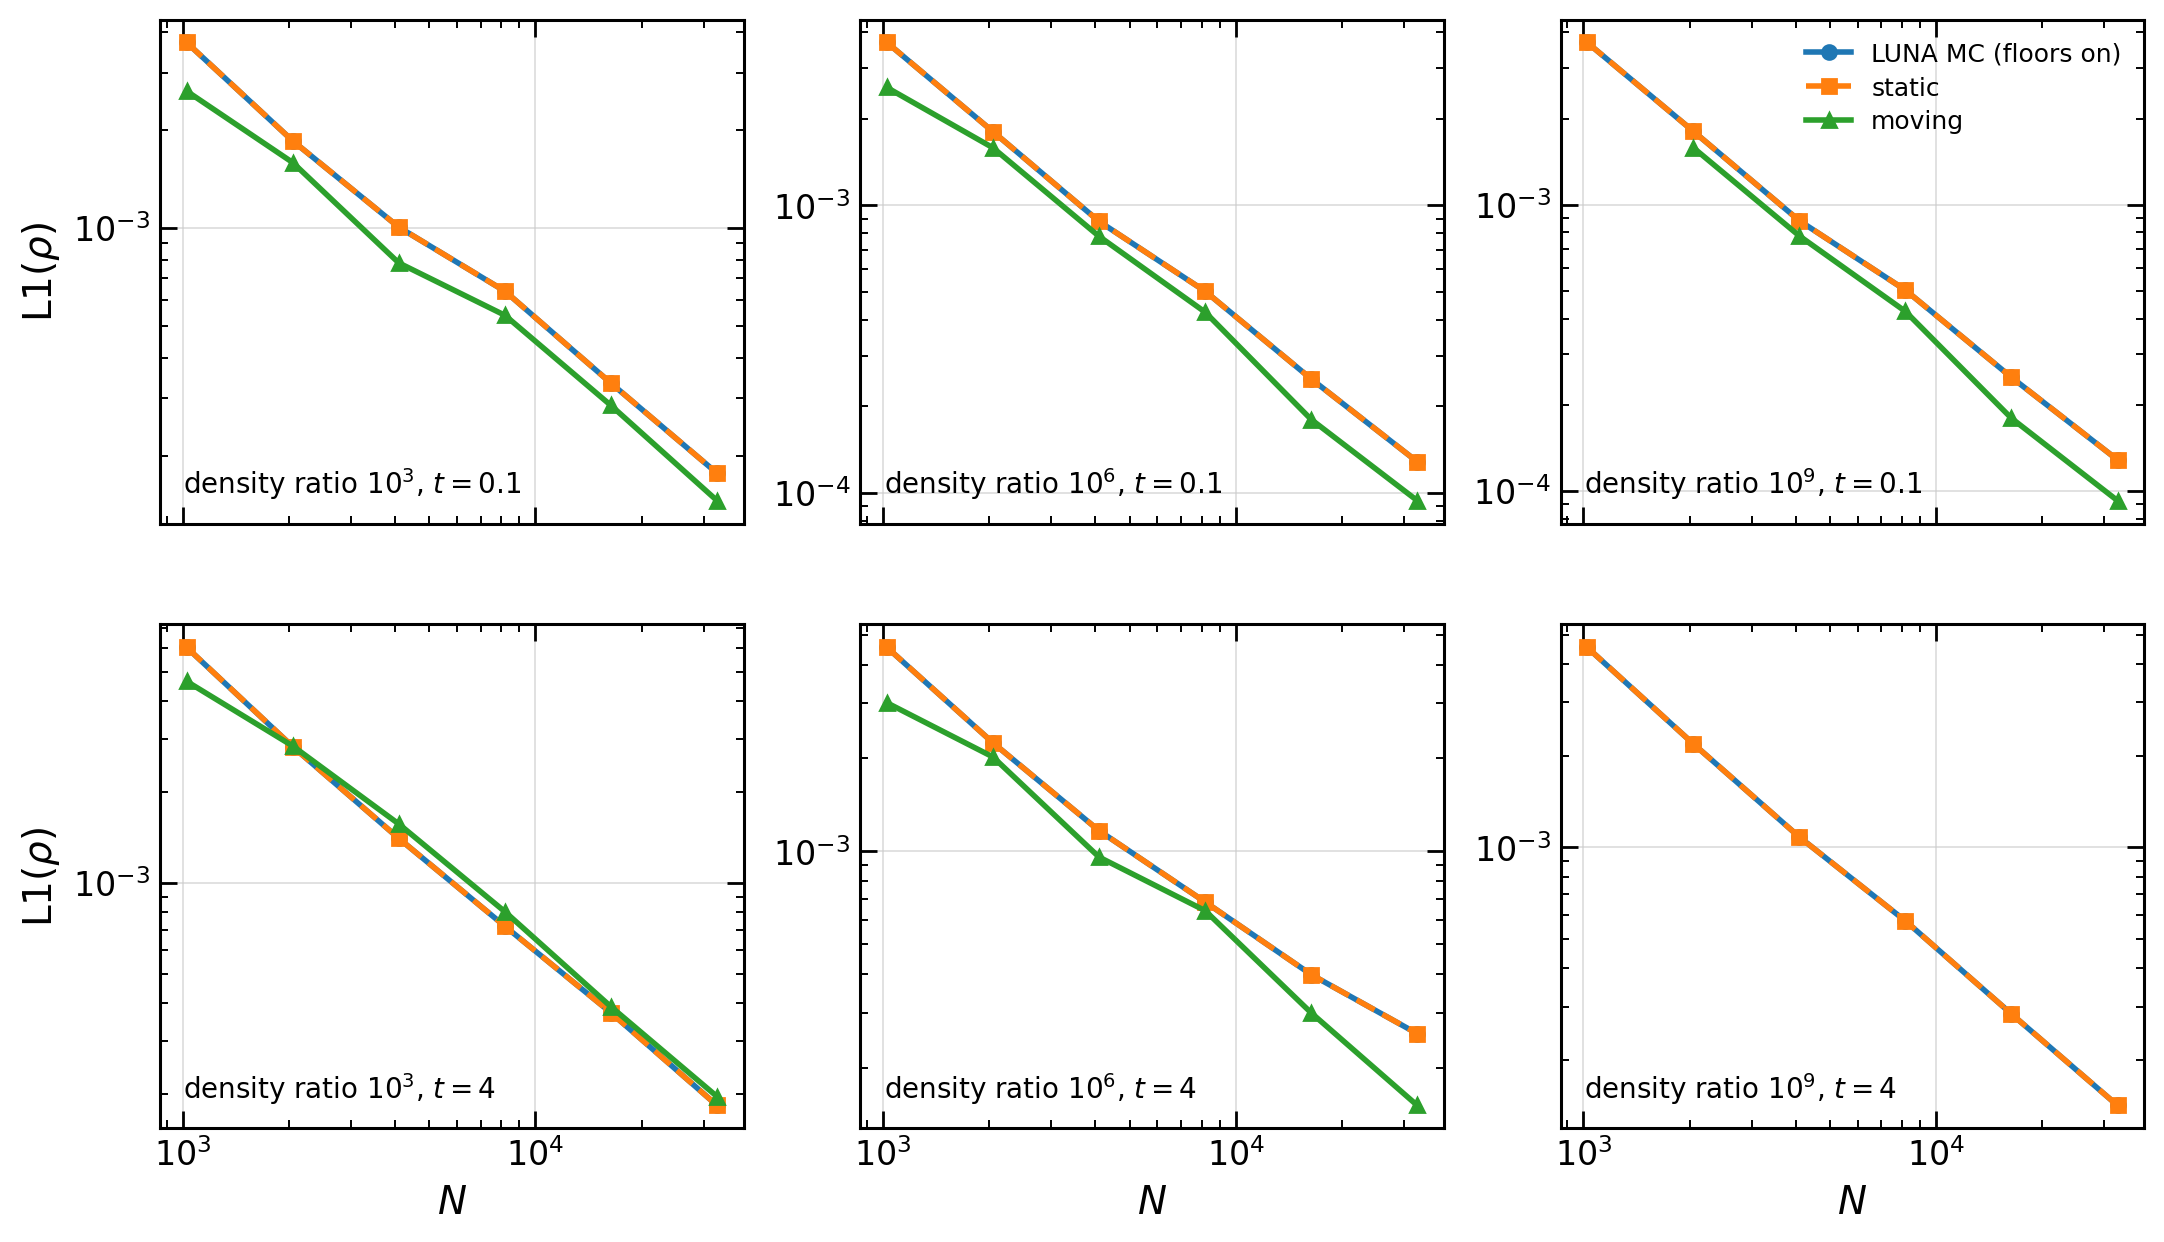 L1(ρ)
10⁻³
density ratio 10³, t = 0.1
10⁻³
10⁻⁴
density ratio 10⁶, t = 0.1
LUNA MC (floors on)
static
moving
10⁻³
10⁻⁴
density ratio 10⁹, t = 0.1
L1(ρ)
10⁻³
density ratio 10³, t = 4
10³ 10⁴
N
10⁻³
density ratio 10⁶, t = 4
10³ 10⁴
N
10⁻³
density ratio 10⁹, t = 4
10³ 10⁴
N